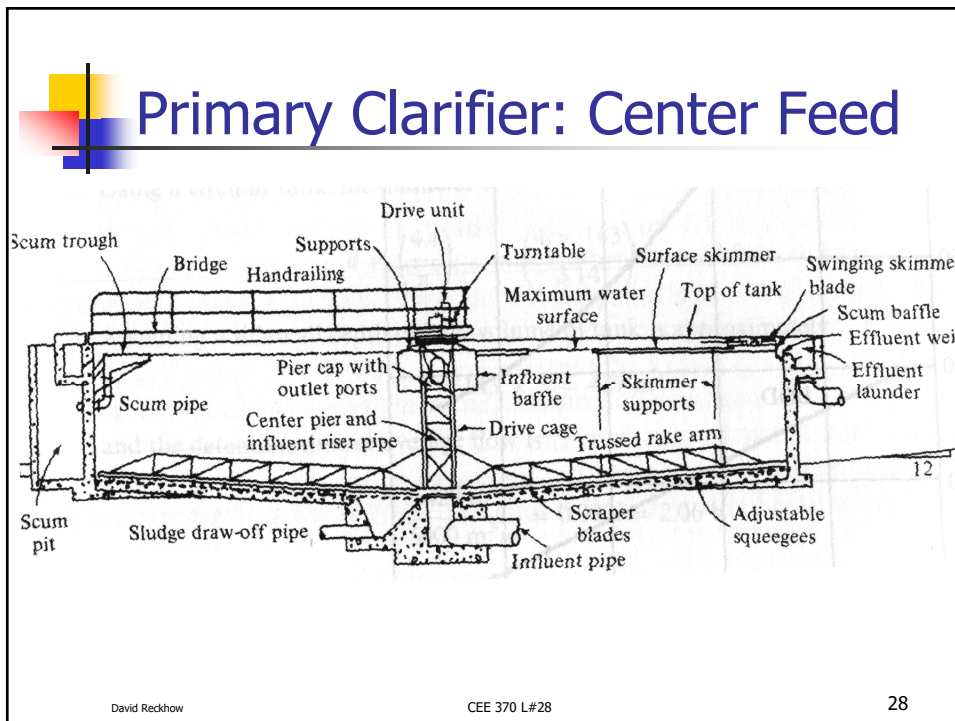 Primary Clarifier: Center Feed
Drive unit
Scum trough
Supports
Turntable
Surface skimmer
Swinging skimme
blade
Bridge
Handrailing
Maximum water
surface
Top of tank
Scum baffle
Effluent wei
Pier cap with
outlet ports
Influent
baffle
Skimmer
supports
Effluent
launder
Scum pipe
Center pier and
influent riser pipe
Drive cage
Trussed rake arm
12
Scum
pit
Sludge draw-off pipe
Scraper
blades
Adjustable
squeegees
Influent pipe
David Reckhow
CEE 370 L#28
28